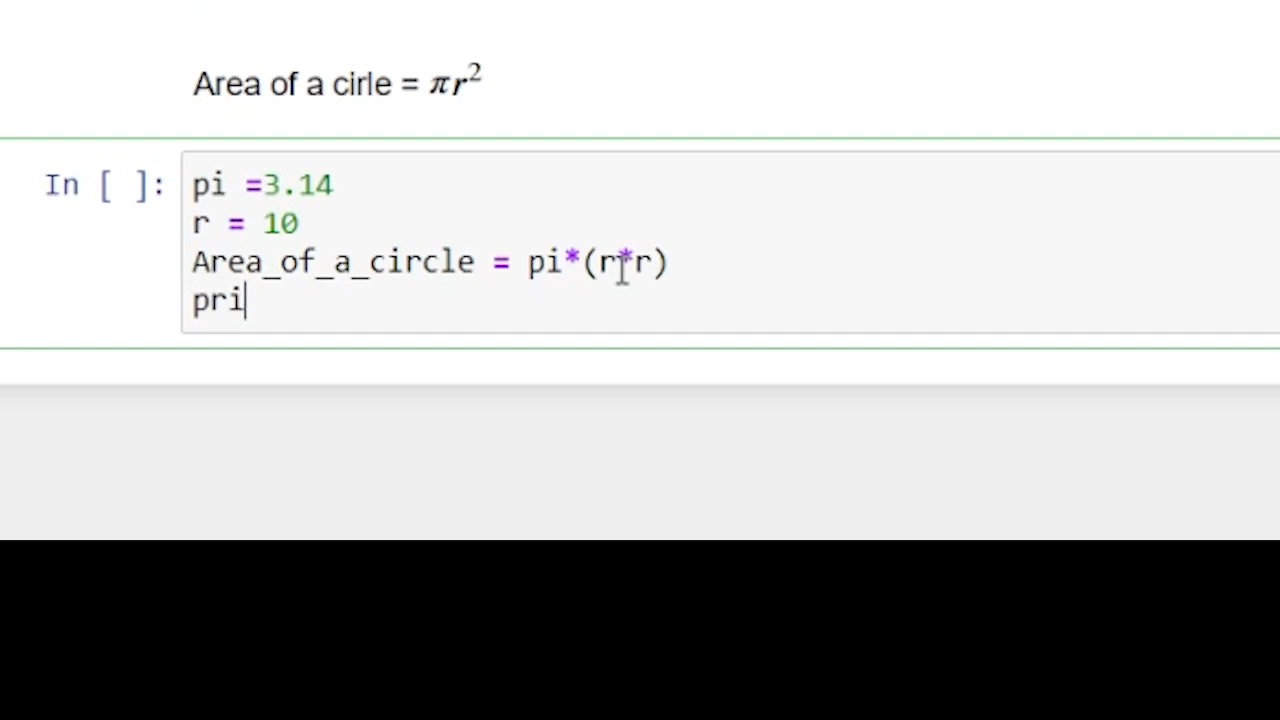 Area of a cirle = πr²
In [ ]:
pi =3.14
r = 10
Area_of_a_circle = pi*(r*r)
pri